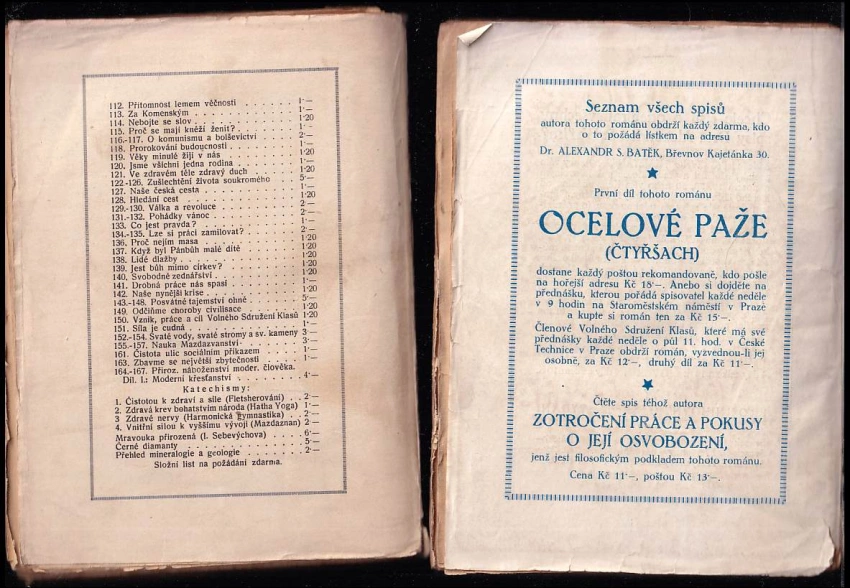 112. Přítomnost lemem věčnosti . . . . . . 1·—
113. Za Komenským . . . . . . . . . . 1·—
114. Nebojte se slov . . . . . . . . . . 1·20
115. Proč se mají kněží ženit? . . . . . . 1·—
116.-117. O komunismu a bolševictví . . . . 2·—
118. Prorokování budoucnosti . . . . . . . 1·—
119. Věky minulé žijí v nás . . . . . . . 1·20
120. Jsme všichni jedna rodina . . . . . . 1·—
121. Ve zdravém těle zdravý duch . . . . . 1·20
122-126. Zušlechtění života soukromého . . . 5·—
127. Naše česká cesta . . . . . . . . . 1·—
128. Hledání cest . . . . . . . . . . 1·20
129.-130. Válka a revoluce . . . . . . . 2·—
131.-132. Pohádky vánoc . . . . . . . . 2·—
133. Co jest pravda? . . . . . . . . . 1·—
134.-135. Lze si práci zamilovat? . . . . . 2·—
136. Proč nejím masa . . . . . . . . . 1·20
137. Když byl Pánbůh malé dítě . . . . . . 1·20
138. Lidé dlažby . . . . . . . . . . . 1·20
139. Jest bůh mimo církev? . . . . . . . 1·20
140. Svobodné zednářství . . . . . . . . 1·20
141. Drobná práce nás spasí . . . . . . . 1·—
142. Naše nynější krise . . . . . . . . . 1·20
143.-148. Posvátné tajemství ohně . . . . . 5·—
149. Odčiňme choroby civilisace . . . . . . 1·20
150. Vznik, práce a cíl Volného Sdružení Klasů 1·20
151. Síla je cudná . . . . . . . . . . 1·—
152.-154. Svaté vody, svaté stromy a sv. kameny 3·—
155.-157. Nauka Mazdazvanství . . . . . . 3·—
161. Čistota ulic sociálním příkazem . . . . 1·—
163. Zbavme se největší zbytečnosti . . . . 1·—
164.-167. Přiroz. náboženství moder. člověka.
Díl. I.: Moderní křesťanství . . . . . . 4·—
Katechismy:
1. Čistotou k zdraví a síle (Fletsherování) . . 2·—
2. Zdravá krev bohatstvím národa (Hatha Yoga) 1·—
3 Zdravé nervy (Harmonická gymnastika) . . 2·—
4. Vnitřní silou k vyššímu vývoji (Mazdaznan) 2·—
Mravouka přirozená (I. Sebevýchova) . . . 6·—
Černé diamanty . . . . . . . . . . 5·—
Přehled mineralogie a geologie . . . . . 2·—
Složní list na požádání zdarma.
Seznam všech spisů
autora tohoto románu obdrží každý zdarma, kdo
o to požádá lístkem na adresu
Dr. ALEXANDR S. BATĚK, Břevnov Kajetánka 30.
První díl tohoto románu
OCELOVÉ PAŽE
(ČTYŘŠACH)
dostane každý poštou rekomandovaně, kdo pošle
na hořejší adresu Kč 18·—. Anebo si dojděte na
přednášku, kterou pořádá spisovatel každé neděle
v 9 hodin na Staroměstském náměstí v Praze
a kupte si román ten za Kč 15·—.
Členové Volného Sdružení Klasů, které má své
přednášky každé neděle o půl 11. hod. v České
Technice v Praze obdrží román, vyzvednou-li jej
osobně, za Kč 12·—, druhý díl za Kč 11·—.
Čtěte spis téhož autora
ZOTROČENÍ PRÁCE A POKUSY
O JEJÍ OSVOBOZENÍ,
jenž jest filosofickým podkladem tohoto románu.
Cena Kč 11·—, poštou Kč 13·—.